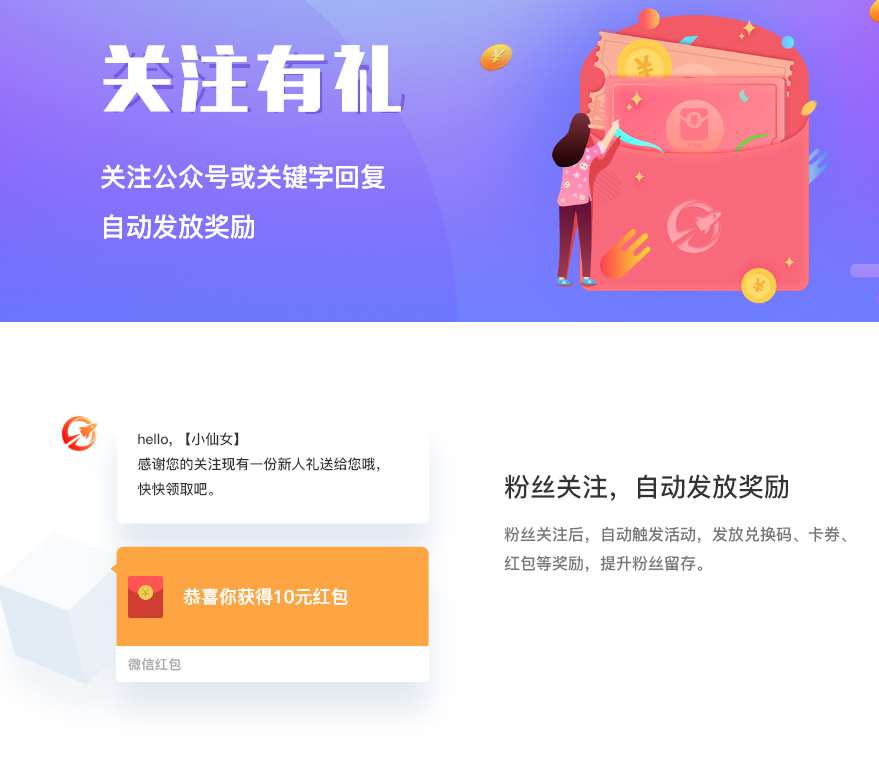 关注有礼
关注公众号或关键字回复
自动发放奖励
hello, 【小仙女】
感谢您的关注现有一份新人礼送给您哦，
快快领取吧。
恭喜你获得10元红包
微信红包
粉丝关注，自动发放奖励
粉丝关注后，自动触发活动，发放兑换码、卡券、
红包等奖励，提升粉丝留存。